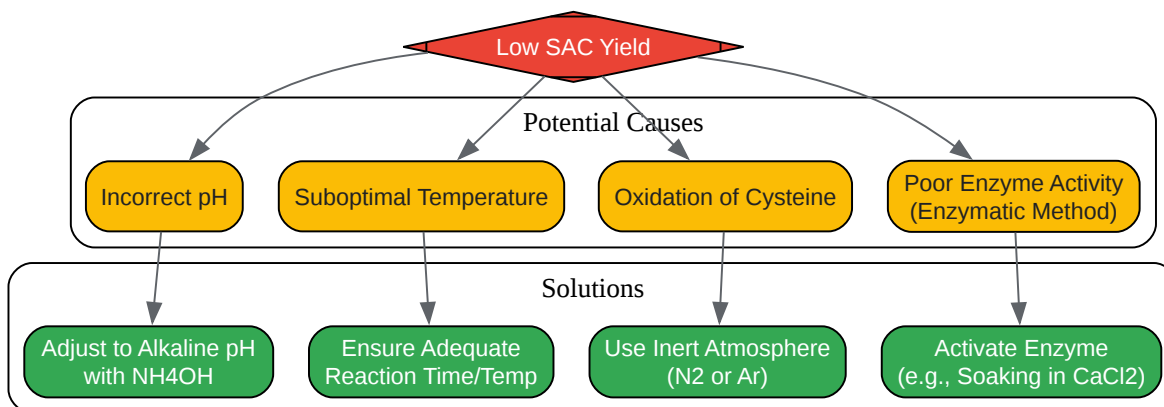 Low SAC Yield
Potential Causes
Incorrect pH
Suboptimal Temperature
Oxidation of Cysteine
Poor Enzyme Activity
(Enzymatic Method)
Solutions
Adjust to Alkaline pH
with NH4OH
Ensure Adequate
Reaction Time/Temp
Use Inert Atmosphere
(N2 or Ar)
Activate Enzyme
(e.g., Soaking in CaCl2)